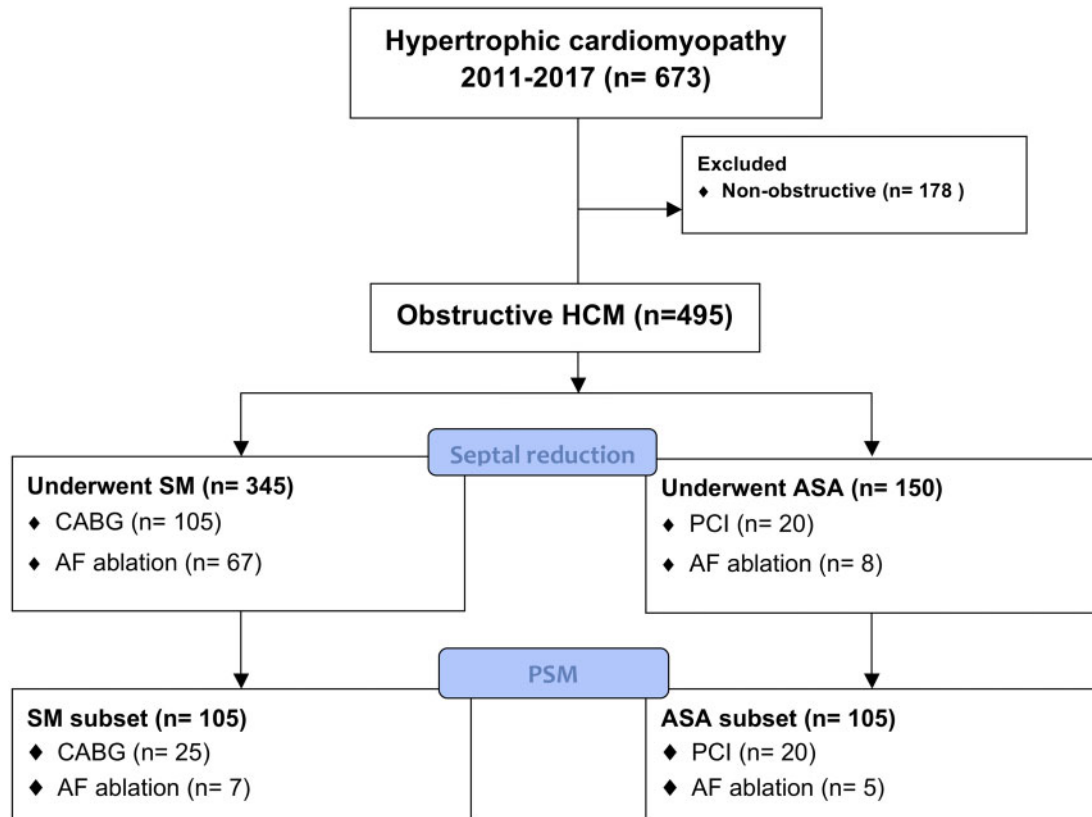 Hypertrophic cardiomyopathy
2011-2017 (n= 673)
Excluded
♦ Non-obstructive (n= 178 )
Obstructive HCM (n=495)
Septal reduction
Underwent SM (n= 345)
♦ CABG (n= 105)
♦ AF ablation (n= 67)
Underwent ASA (n= 150)
♦ PCI (n= 20)
♦ AF ablation (n= 8)
PSM
SM subset (n= 105)
♦ CABG (n= 25)
♦ AF ablation (n= 7)
ASA subset (n= 105)
♦ PCI (n= 20)
♦ AF ablation (n= 5)